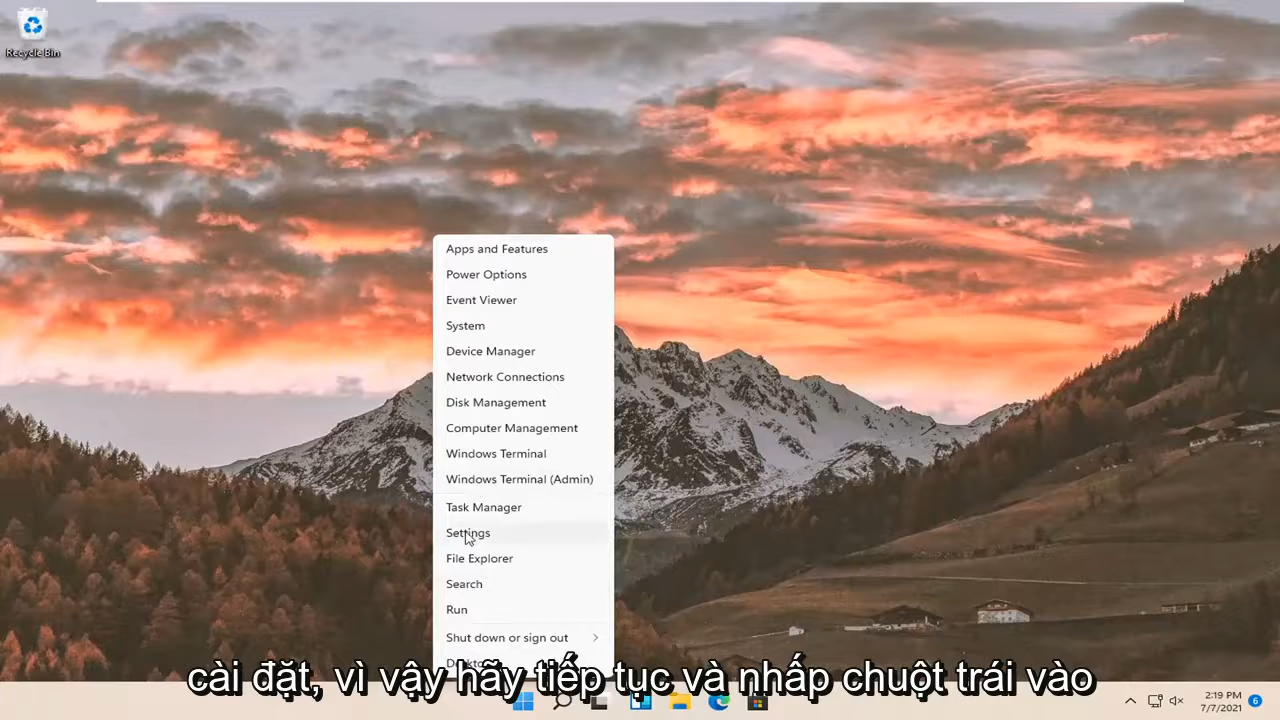 Recycle Bin
Apps and Features
Power Options
Event Viewer
System
Device Manager
Network Connections
Disk Management
Computer Management
Windows Terminal
Windows Terminal (Admin)
Task Manager
Settings
File Explorer
Search
Run
Shut down or sign out
cài đặt, vì vậy hãy tiếp tục và nhấp chuột trái vào
2:19 PM
7/7/2021
6